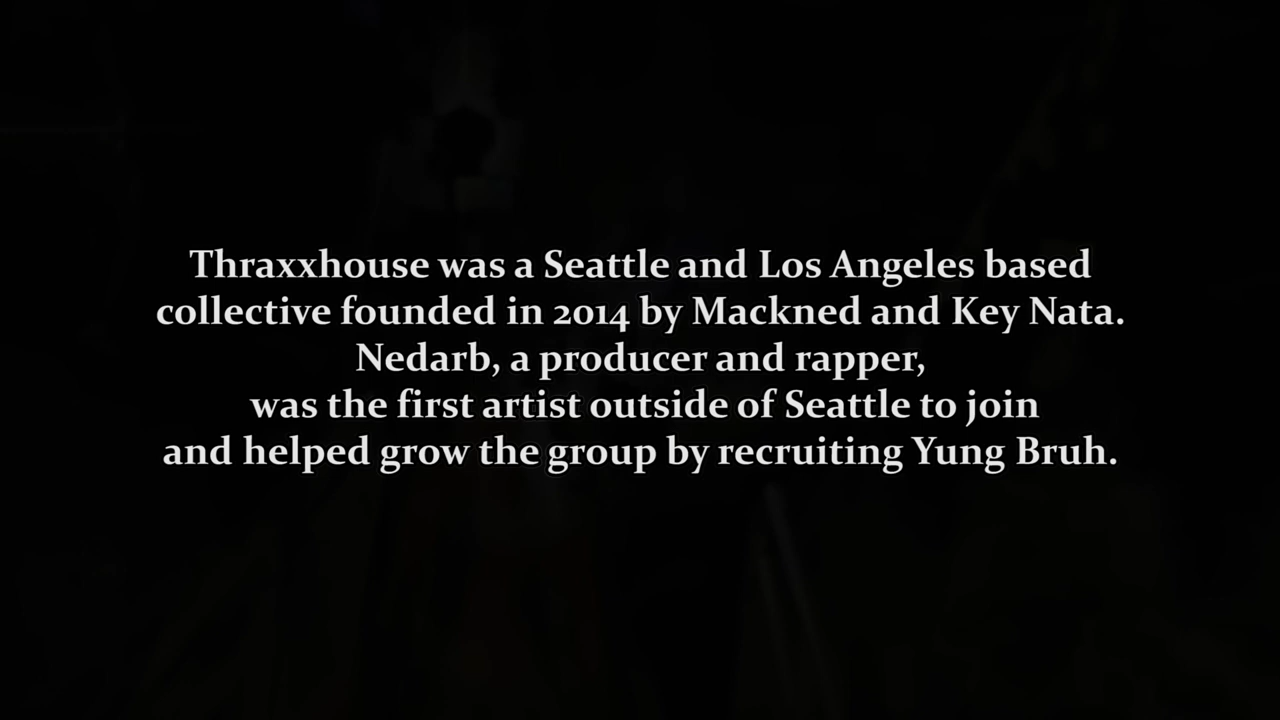 Thraxxhouse was a Seattle and Los Angeles based
collective founded in 2014 by Mackned and Key Nata.
Nedarb, a producer and rapper,
was the first artist outside of Seattle to join
and helped grow the group by recruiting Yung Bruh.